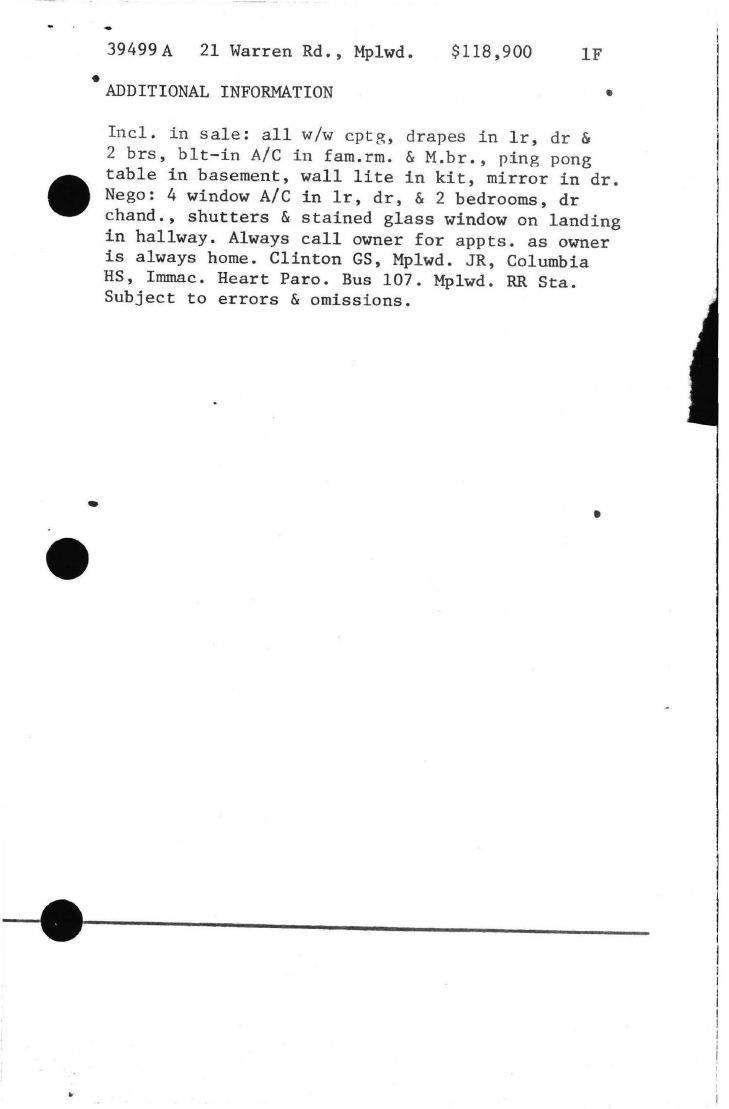 39499A 21 Warren Rd., Mplwd. $118,900 1F
ADDITIONAL INFORMATION
Incl. in sale: all w/w cptg, drapes in lr, dr &
2 brs, blt-in A/C in fam.rm. & M.br., ping pong
table in basement, wall lite in kit, mirror in dr.
Nego: 4 window A/C in lr, dr, & 2 bedrooms, dr
chand., shutters & stained glass window on landing
in hallway. Always call owner for appts. as owner
is always home. Clinton GS, Mplwd. JR, Columbia
HS, Immac. Heart Paro. Bus 107. Mplwd. RR Sta.
Subject to errors & omissions.